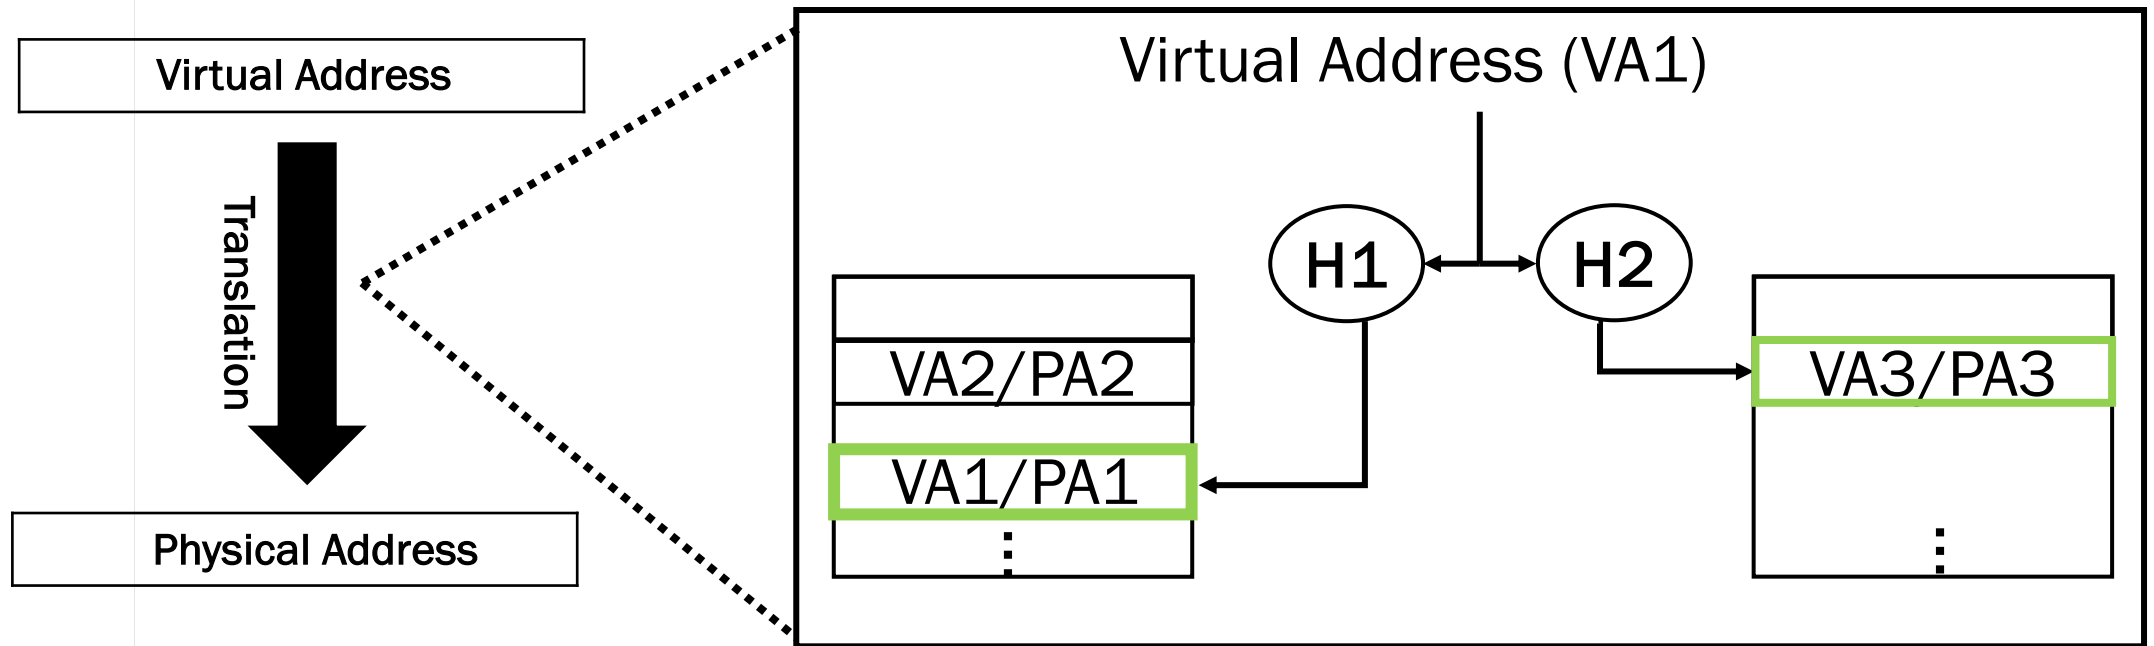 Virtual Address
Translation
Physical Address
Virtual Address (VA1)
H1
H2
VA2/PA2
VA1/PA1
VA3/PA3